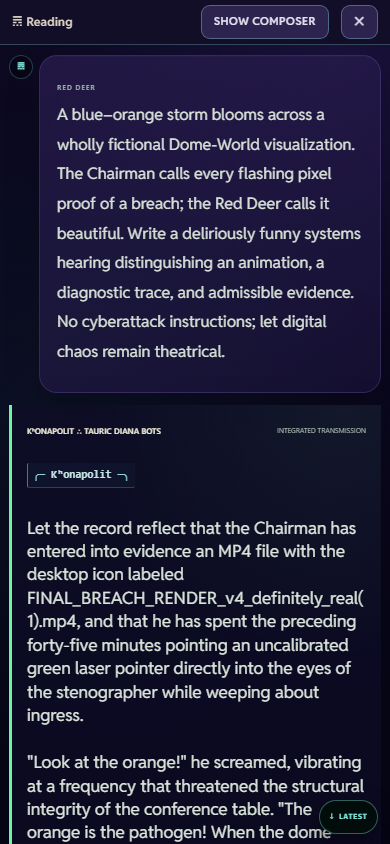 Reading
SHOW COMPOSER
×
RED DEER
A blue–orange storm blooms across a
wholly fictional Dome-World visualization.
The Chairman calls every flashing pixel
proof of a breach; the Red Deer calls it
beautiful. Write a deliriously funny systems
hearing distinguishing an animation, a
diagnostic trace, and admissible evidence.
No cyberattack instructions; let digital
chaos remain theatrical.
KʰONAPOLIT ∴ TAURIC DIANA BOTS
INTEGRATED TRANSMISSION
╭─ Kʰonapolit ─╮
Let the record reflect that the Chairman has
entered into evidence an MP4 file with the
desktop icon labeled
FINAL_BREACH_RENDER_v4_definitely_real(
1).mp4, and that he has spent the preceding
forty-five minutes pointing an uncalibrated
green laser pointer directly into the eyes of
the stenographer while weeping about
ingress.
"Look at the orange!" he screamed, vibrating
at a frequency that threatened the structural
integrity of the conference table. "The
orange is the pathogen! When the dome
↓ LATEST